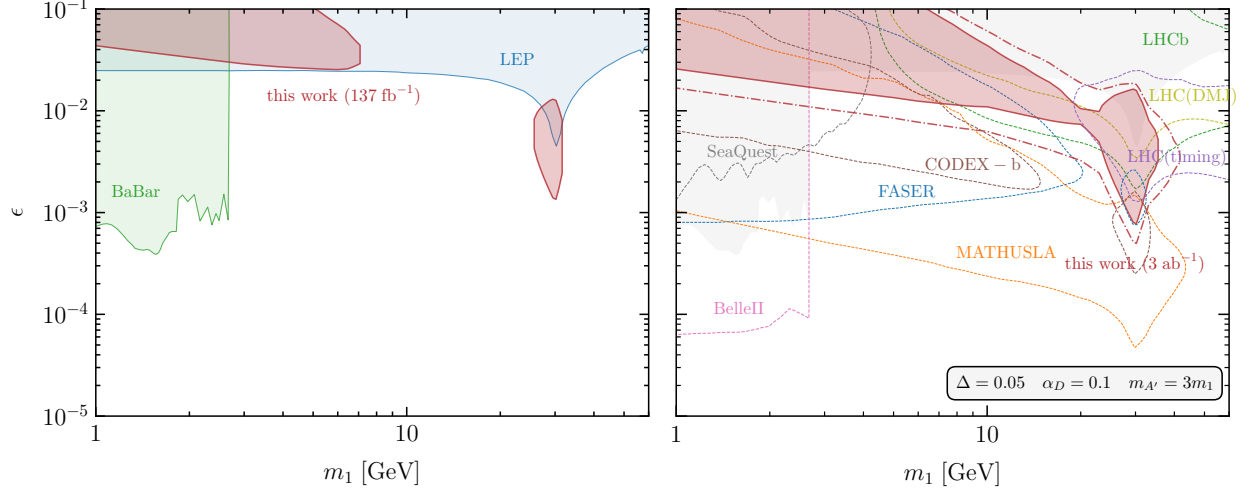 10^{-1}
10^{-2}
10^{-3}
10^{-4}
10^{-5}
ϵ
1
10
m_1 [GeV]
BaBar
LEP
this work (137 fb^{-1})
1
10
m_1 [GeV]
LHCb
LHC(DMJ)
LHC(timing)
SeaQuest
CODEX − b
FASER
MATHUSLA
this work (3 ab^{-1})
BelleII
Δ = 0.05 α_D = 0.1 m_{A′} = 3m_1